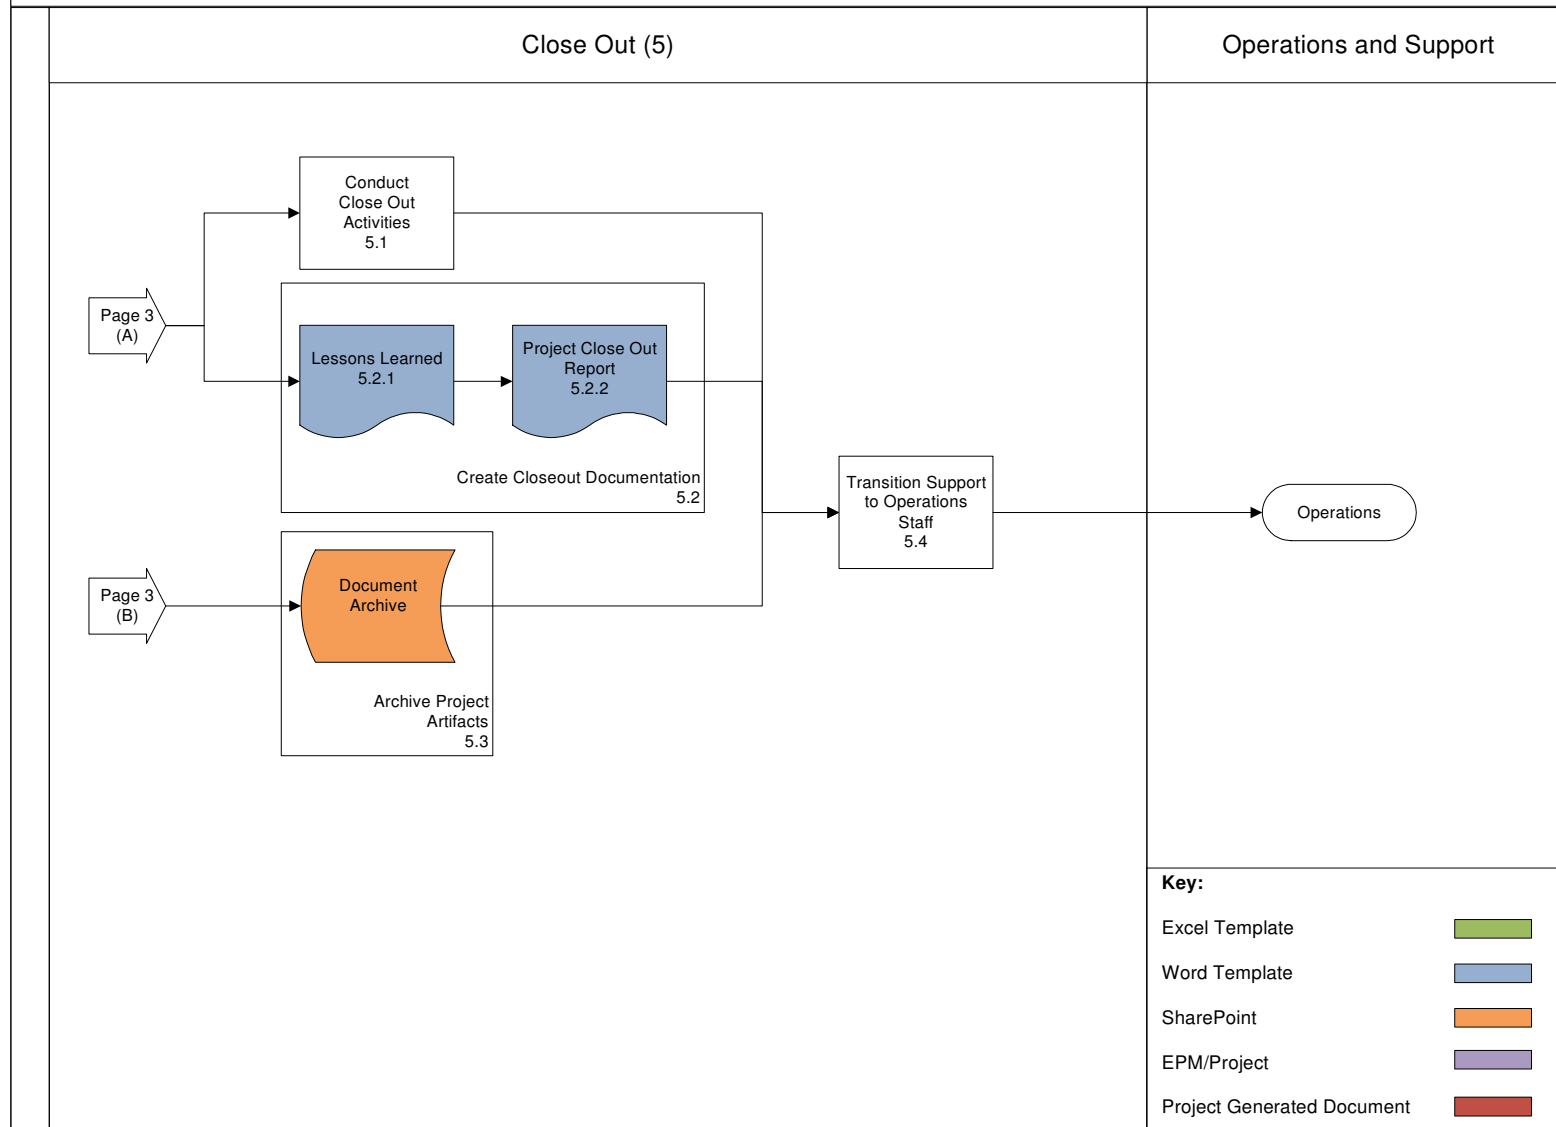 Close Out (5)
Operations and Support
Conduct
Close Out
Activities
5.1
Page 3
(A)
Lessons Learned
5.2.1
Project Close Out
Report
5.2.2
Create Closeout Documentation
5.2
Transition Support
to Operations
Staff
5.4
Operations
Page 3
(B)
Document
Archive
Archive Project
Artifacts
5.3
Key:
Excel Template
Word Template
SharePoint
EPM/Project
Project Generated Document